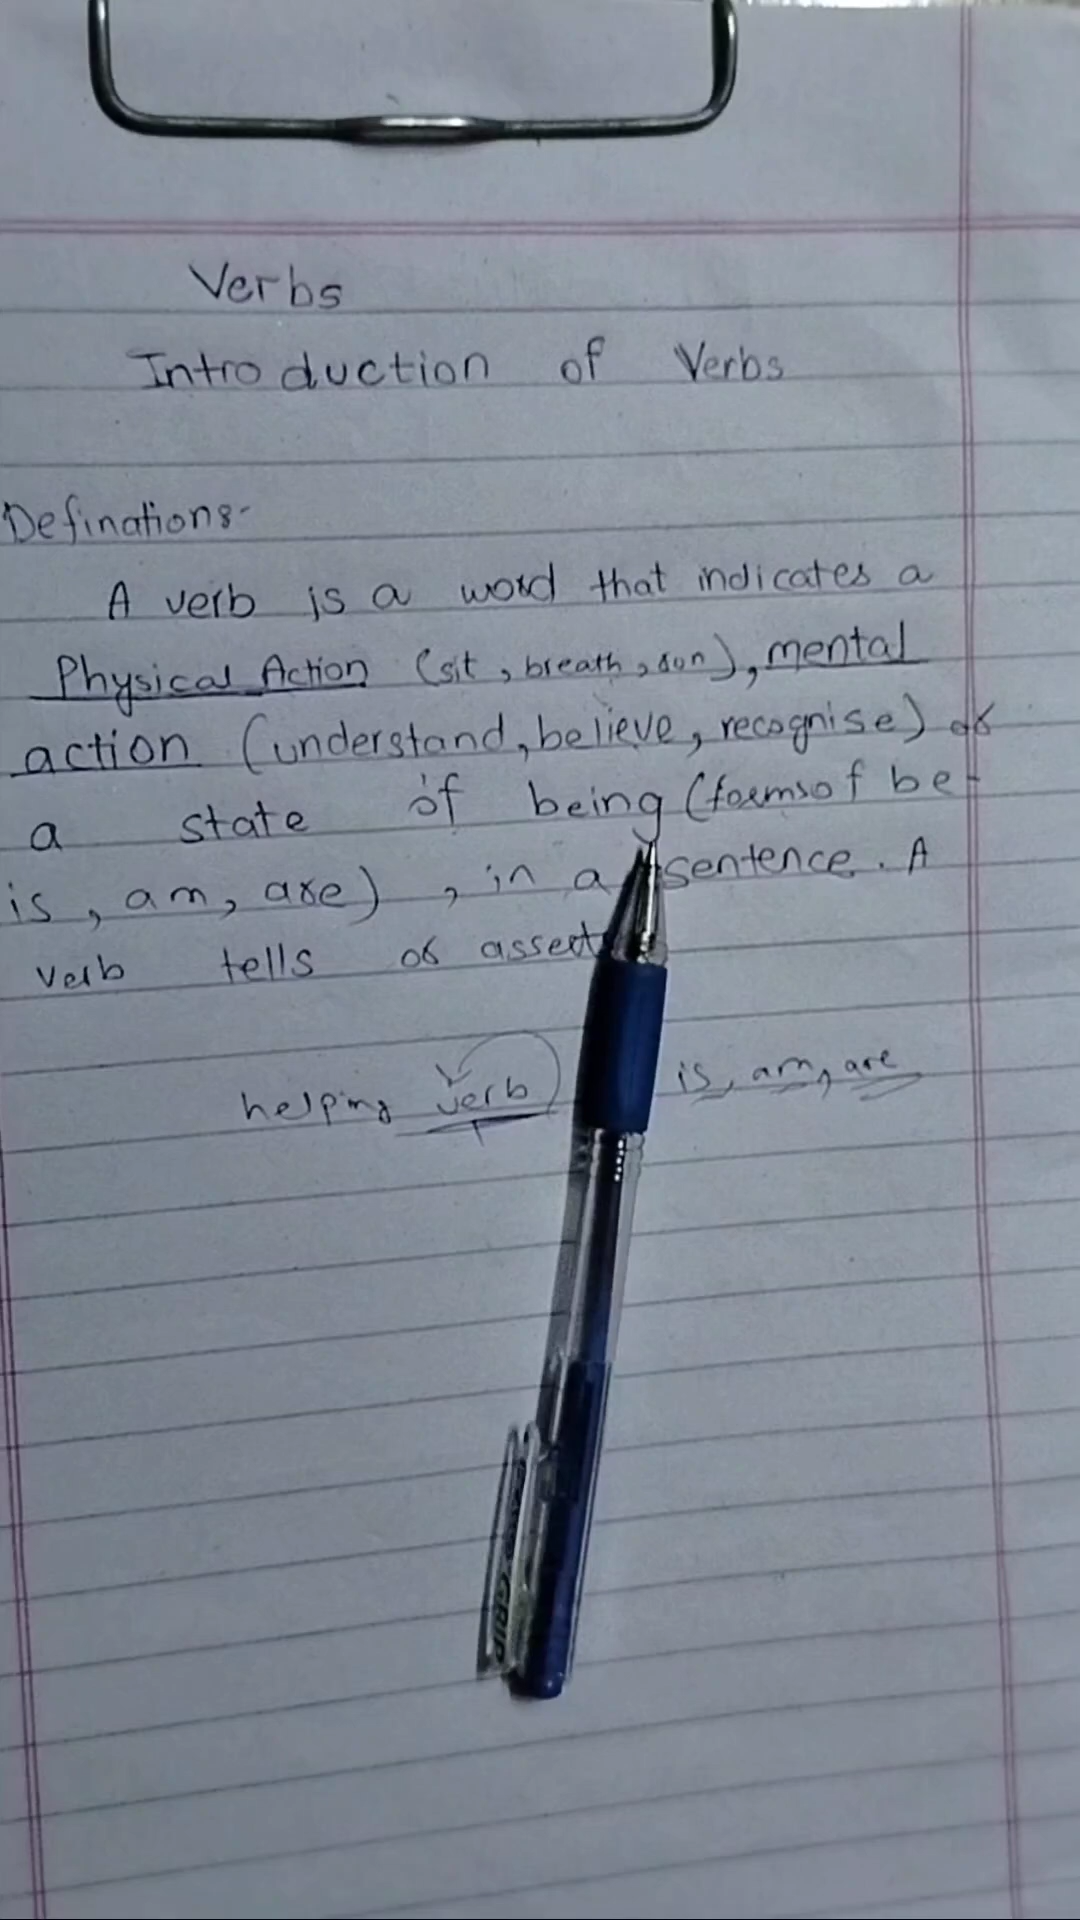 Verbs
Introduction of Verbs
Definations-
A verb is a word that indicates a
Physical Action (sit, breath, run), mental
action (understand, believe, recognise) or
a state of being (forms of be-
is, am, are), in a sentence. A
verb tells or assert
helping verb is, am, are
GRIP